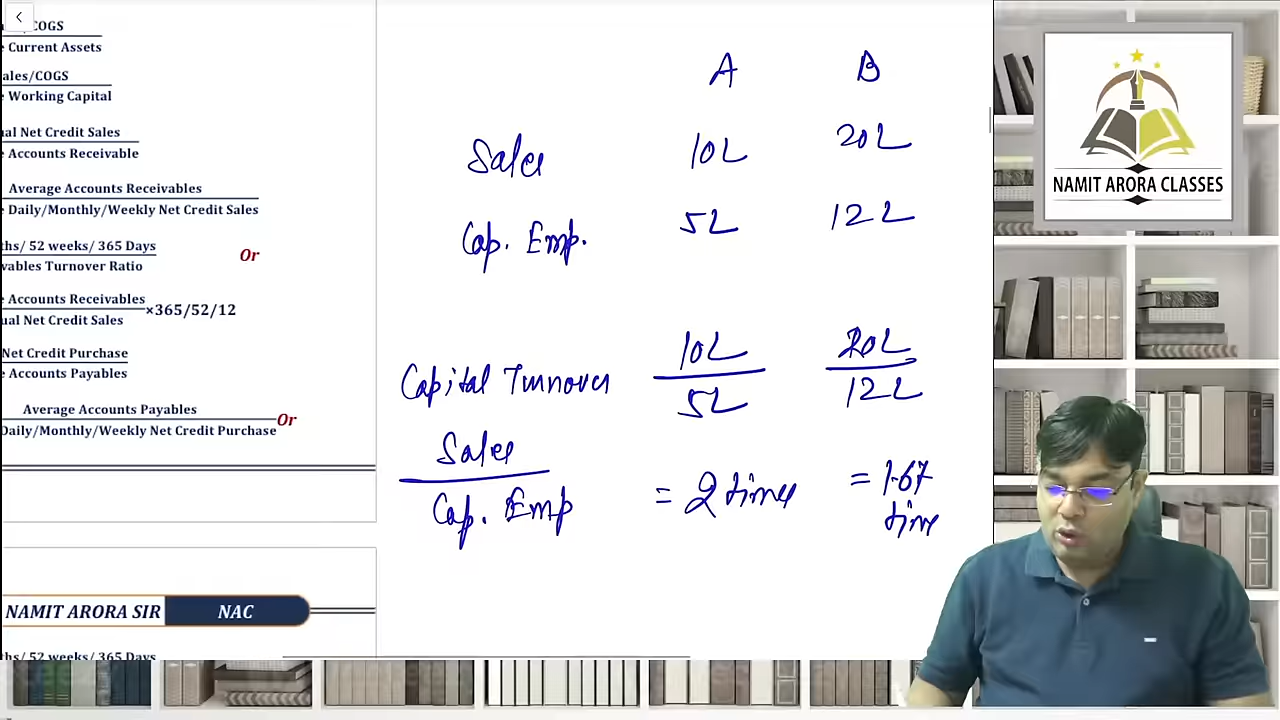 COGS
e Current Assets
ales/COGS
e Working Capital
al Net Credit Sales
e Accounts Receivable
Average Accounts Receivables
e Daily/Monthly/Weekly Net Credit Sales
ths/ 52 weeks/ 365 Days
vables Turnover Ratio
Or
e Accounts Receivables
ual Net Credit Sales
×365/52/12
Net Credit Purchase
e Accounts Payables
Average Accounts Payables
Daily/Monthly/Weekly Net Credit Purchase
Or
NAMIT ARORA SIR NAC
ths/ 52 weeks/ 365 Days
A B
Sales 10L 20L
Cap. Emp. 5L 12L
Capital Turnover 10L 20L
5L 12L
Sales
Cap. Emp = 2 times = 1.67
time
NAMIT ARORA CLASSES